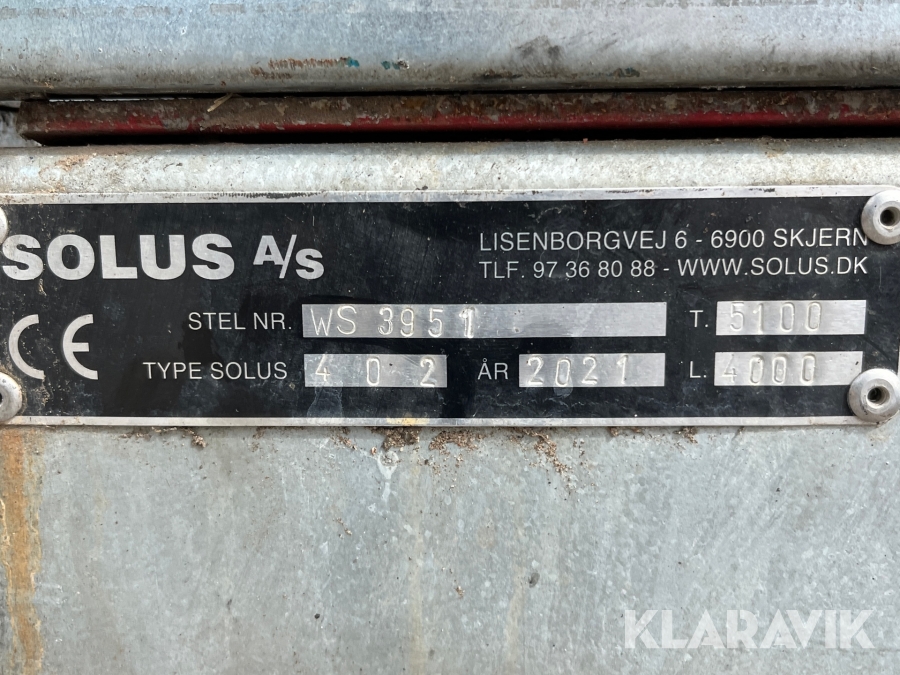 SOLUS A/S
LISENBORGVEJ 6 - 6900 SKJERN
TLF. 97 36 80 88 - WWW.SOLUS.DK
CE
STEL NR. WS 3951 T. 5100
TYPE SOLUS 402 ÅR 2021 L. 4000
KLARAVIK